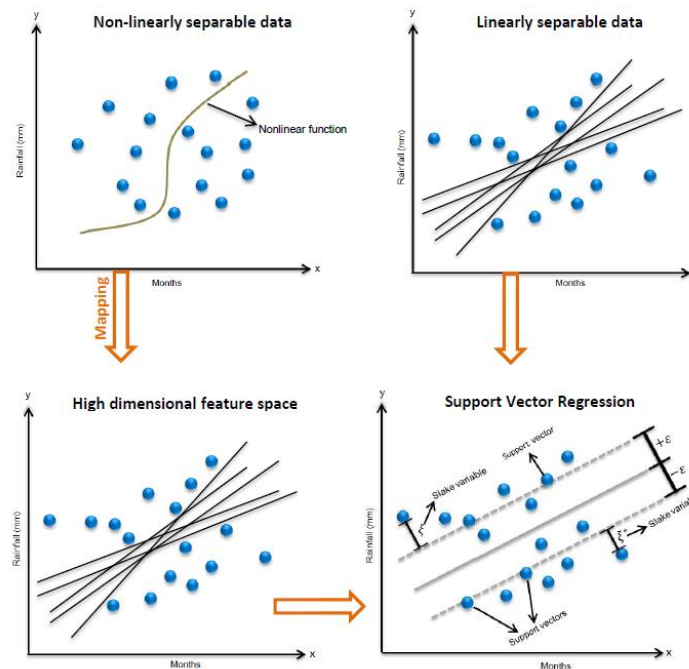 Non-linearly separable data
y
Rainfall (mm)
Nonlinear function
x
Months
Linearly separable data
y
Rainfall (mm)
x
Months
Mapping
High dimensional feature space
y
Rainfall (mm)
x
Months
Support Vector Regression
y
Rainfall (mm)
Slake variable
Support vector
+ε
−ε
ξ
ξ*
Slake variable
Support vectors
x
Months